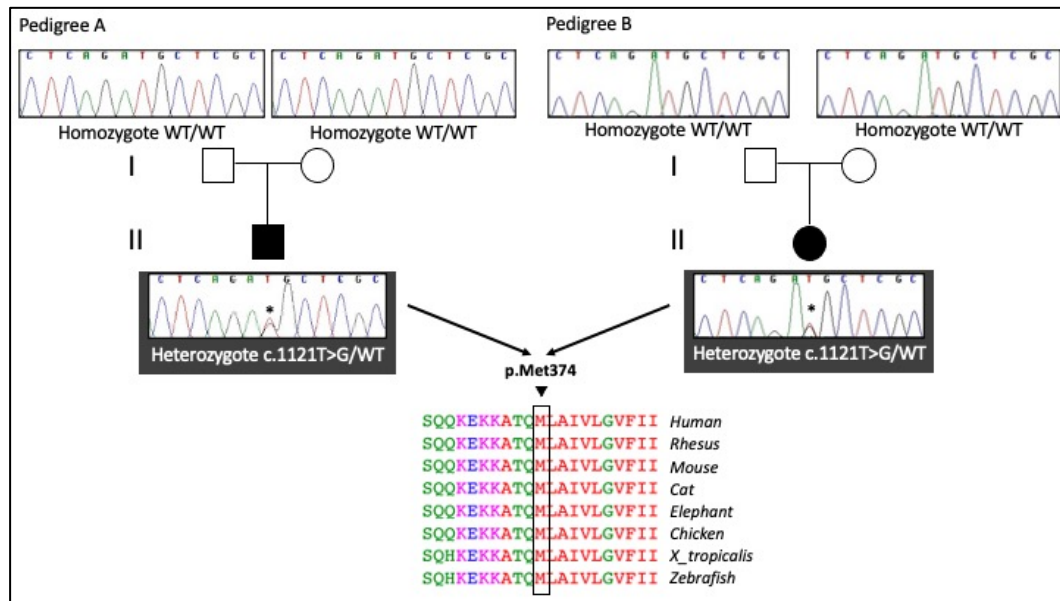 Pedigree A
Pedigree B
C T C A G A T G C T C G C
C T C A G A T G C T C G C
C T C A G A T G C T C G C
C T C A G A T G C T C G C
Homozygote WT/WT
Homozygote WT/WT
Homozygote WT/WT
Homozygote WT/WT
I
I
II
II
C T C A G A T G C T C G C
*
Heterozygote c.1121T>G/WT
C T C A G A T G C T C G C
*
Heterozygote c.1121T>G/WT
p.Met374
SQQKEKKATQMLAIVLGVFII Human
SQQKEKKATQMLAIVLGVFII Rhesus
SQQKEKKATQMLAIVLGVFII Mouse
SQQKEKKATQMLAIVLGVFII Cat
SQQKEKKATQMLAIVLGVFII Elephant
SQQKEKKATQMLAIVLGVFII Chicken
SQHKEKKATQMLAIVLGVFII X_tropicalis
SQHKEKKATQMLAIVLGVFII Zebrafish